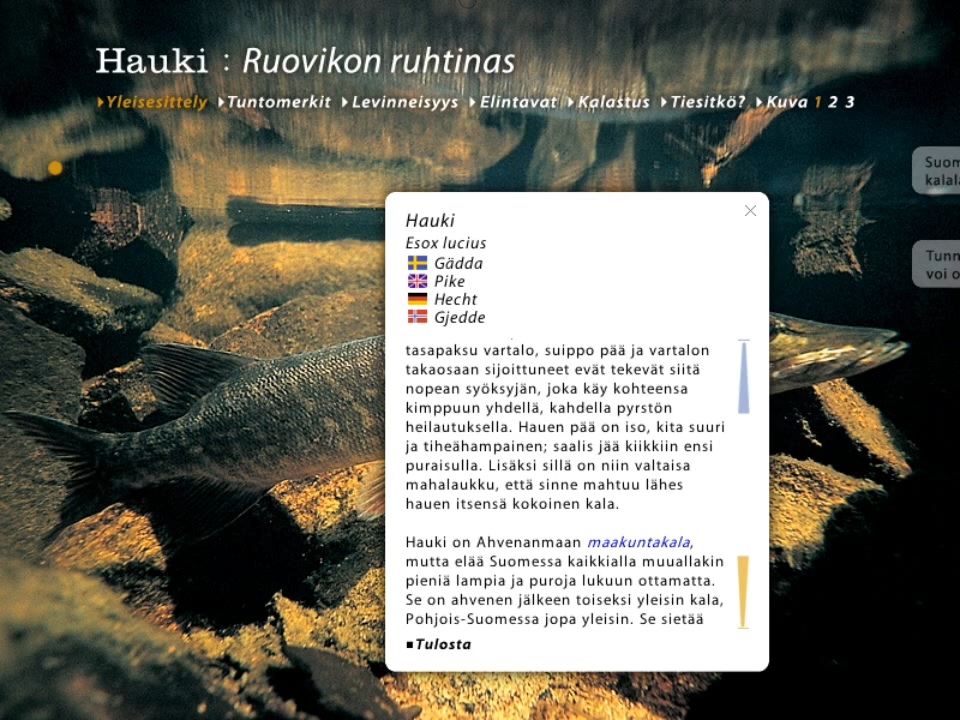 Hauki : Ruovikon ruhtinas
Yleisesittely Tuntomerkit Levinneisyys Elintavat Kalastus Tiesitkö? Kuva 1 2 3
Suom
kalala
Tunn
voi o
Hauki
Esox lucius
Gädda
Pike
Hecht
Gjedde
tasapaksu vartalo, suippo pää ja vartalon
takaosaan sijoittuneet evät tekevät siitä
nopean syöksyjän, joka käy kohteensa
kimppuun yhdellä, kahdella pyrstön
heilautuksella. Hauen pää on iso, kita suuri
ja tiheähampainen; saalis jää kiikkiin ensi
puraisulla. Lisäksi sillä on niin valtaisa
mahalaukku, että sinne mahtuu lähes
hauen itsensä kokoinen kala.
Hauki on Ahvenanmaan maakuntakala,
mutta elää Suomessa kaikkialla muuallakin
pieniä lampia ja puroja lukuun ottamatta.
Se on ahvenen jälkeen toiseksi yleisin kala,
Pohjois-Suomessa jopa yleisin. Se sietää
Tulosta